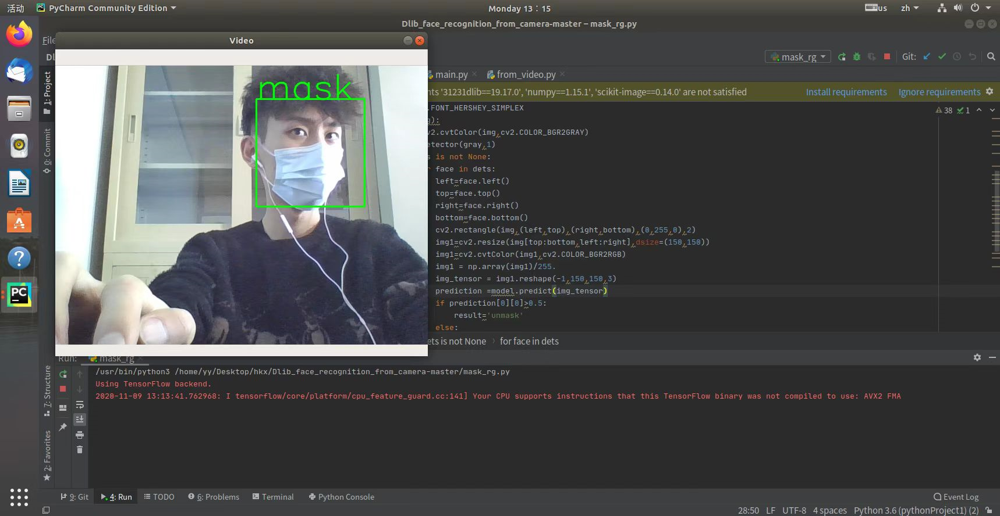 活动 PyCharm Community Edition Monday 13：15 us zh
Dlib_face_recognition_from_camera-master – mask_rg.py
File
Video
mask_rg Git:
main.py from_video.py
nts '31231dlib==19.17.0', 'numpy==1.15.1', 'scikit-image==0.14.0' are not satisfied Install requirements Ignore requirements
mask
1: Project
0: Commit
7: Structure
2: Favorites
38 1
.FONT_HERSHEY_SIMPLEX
g):
v2.cvtColor(img,cv2.COLOR_BGR2GRAY)
etector(gray,1)
s is not None:
r face in dets:
left=face.left()
top=face.top()
right=face.right()
bottom=face.bottom()
cv2.rectangle(img,(left,top),(right,bottom),(0,255,0),2)
img1=cv2.resize(img[top:bottom,left:right],dsize=(150,150))
img1=cv2.cvtColor(img1,cv2.COLOR_BGR2RGB)
img1 = np.array(img1)/255.
img_tensor = img1.reshape(-1,150,150,3)
prediction =model.predict(img_tensor)
if prediction[0][0]>0.5:
result='unmask'
else:
ets is not None › for face in dets
Run: mask_rg
/usr/bin/python3 /home/yy/Desktop/hkx/Dlib_face_recognition_from_camera-master/mask_rg.py
Using TensorFlow backend.
2020-11-09 13:13:41.762968: I tensorflow/core/platform/cpu_feature_guard.cc:141] Your CPU supports instructions that this TensorFlow binary was not compiled to use: AVX2 FMA
9: Git 4: Run TODO 6: Problems Terminal Python Console Event Log
28:50 LF UTF-8 4 spaces Python 3.6 (pythonProject1) (2)